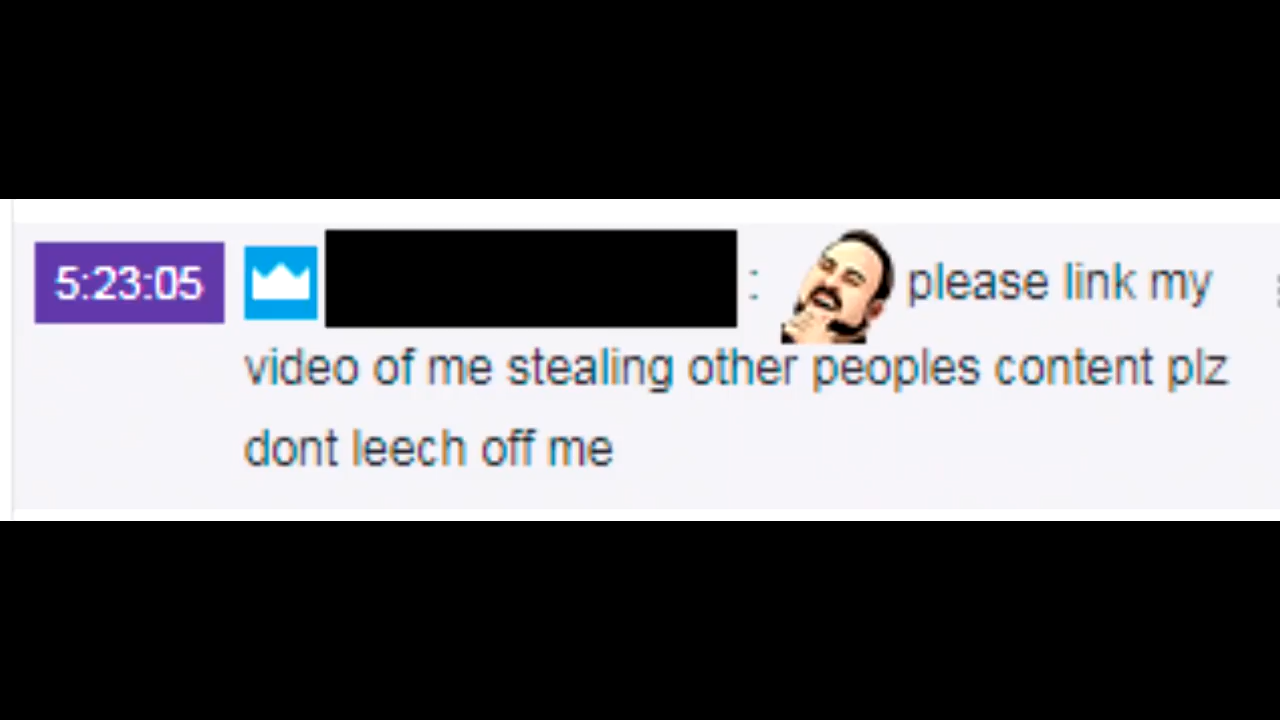 5:23:05 : please link my
video of me stealing other peoples content plz
dont leech off me